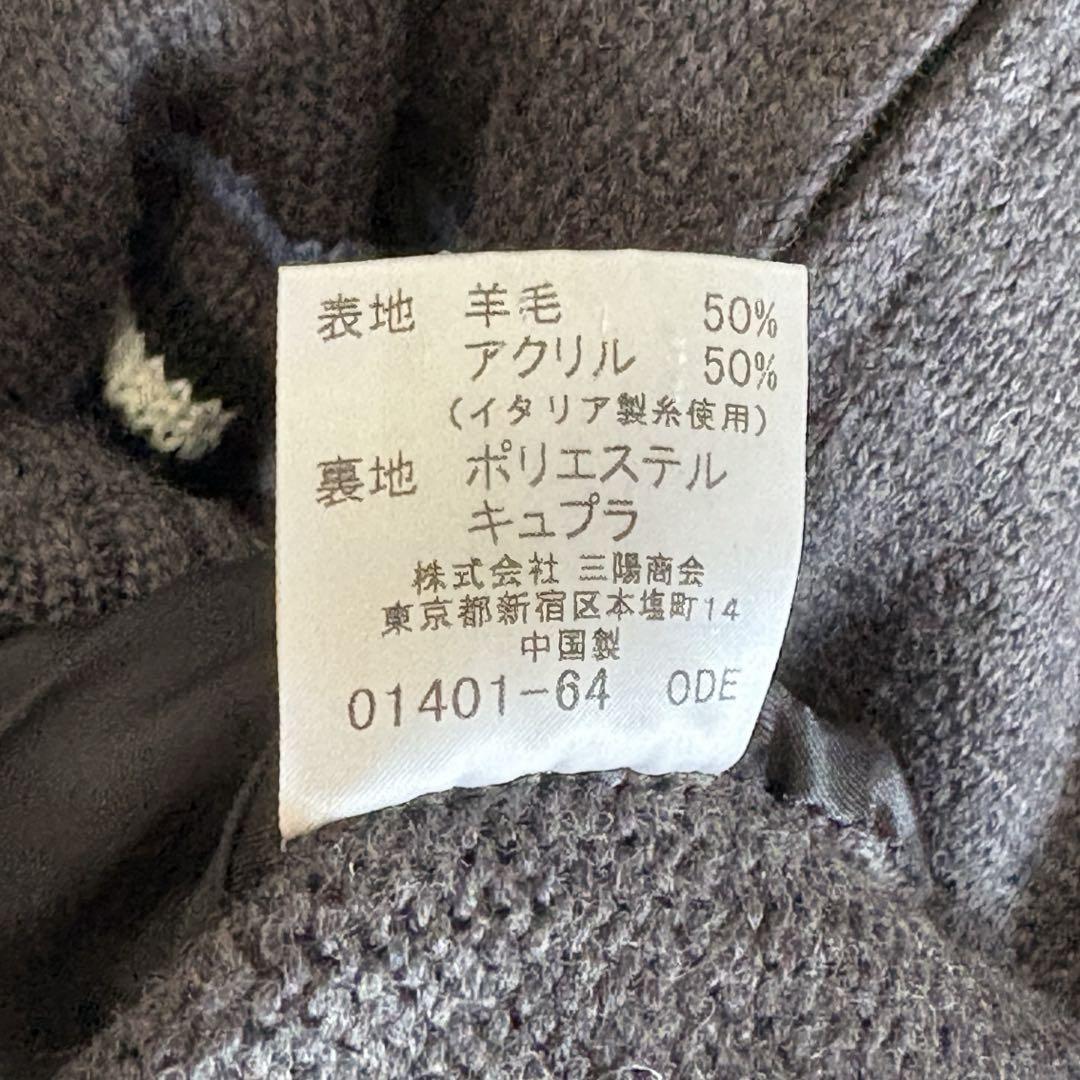 表地 羊毛 50%
アクリル 50%
(イタリア製糸使用)
裏地 ポリエステル
キュプラ
株式会社 三陽商会
東京都新宿区本塩町14
中国製
01401-64 ODE